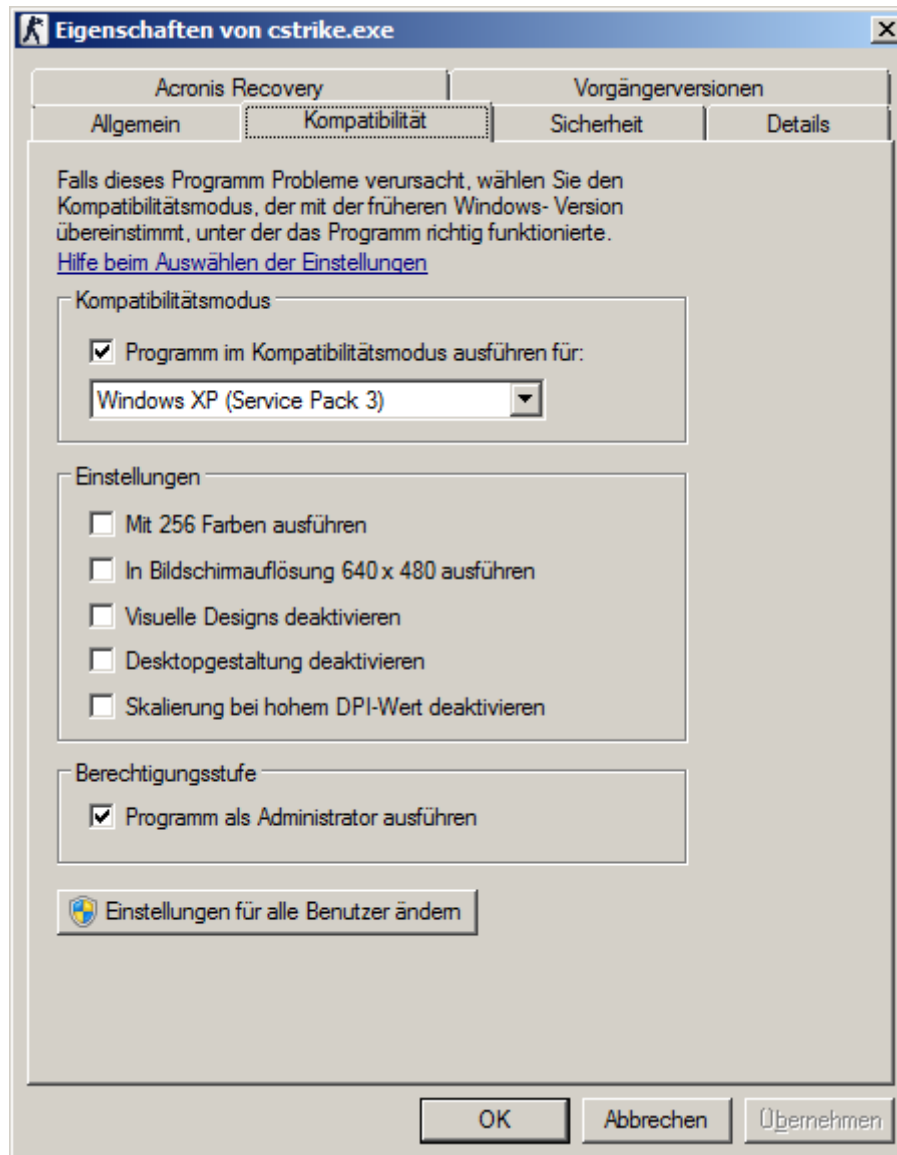 Eigenschaften von cstrike.exe
Acronis Recovery
Vorgängerversionen
Allgemein
Kompatibilität
Sicherheit
Details
Falls dieses Programm Probleme verursacht, wählen Sie den
Kompatibilitätsmodus, der mit der früheren Windows- Version
übereinstimmt, unter der das Programm richtig funktionierte.
Hilfe beim Auswählen der Einstellungen
Kompatibilitätsmodus
Programm im Kompatibilitätsmodus ausführen für:
Windows XP (Service Pack 3)
Einstellungen
Mit 256 Farben ausführen
In Bildschirmauflösung 640 x 480 ausführen
Visuelle Designs deaktivieren
Desktopgestaltung deaktivieren
Skalierung bei hohem DPI-Wert deaktivieren
Berechtigungsstufe
Programm als Administrator ausführen
Einstellungen für alle Benutzer ändern
OK
Abbrechen
Übernehmen